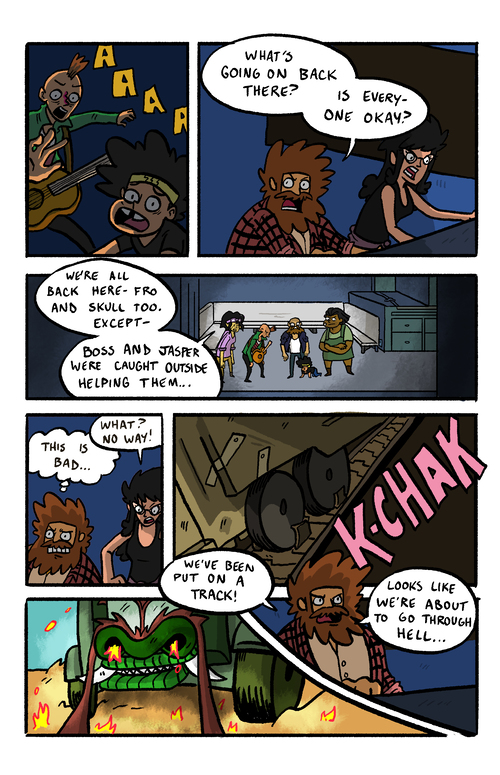 A
A
A
A
WHAT'S
GOING ON BACK
THERE?
IS EVERY-
ONE OKAY?
WE'RE ALL
BACK HERE- FRO
AND SKULL TOO.
EXCEPT-
BOSS AND JASPER
WERE CAUGHT OUTSIDE
HELPING THEM...
THIS IS
BAD...
WHAT?
NO WAY!
K-CHAK
WE'VE BEEN
PUT ON A
TRACK!
LOOKS LIKE
WE'RE ABOUT
TO GO THROUGH
HELL...